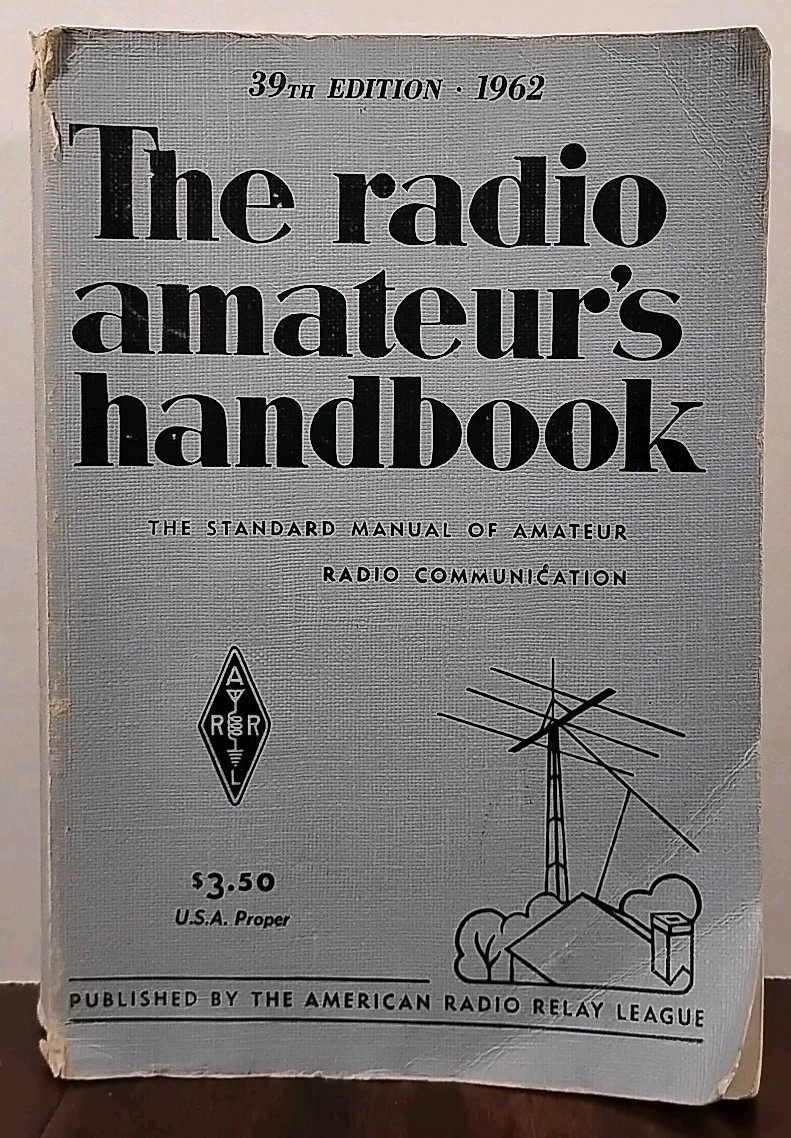 39TH EDITION · 1962
The radio
amateur's
handbook
THE STANDARD MANUAL OF AMATEUR
RADIO COMMUNICATION
A
R R
L
$3.50
U.S.A. Proper
PUBLISHED BY THE AMERICAN RADIO RELAY LEAGUE